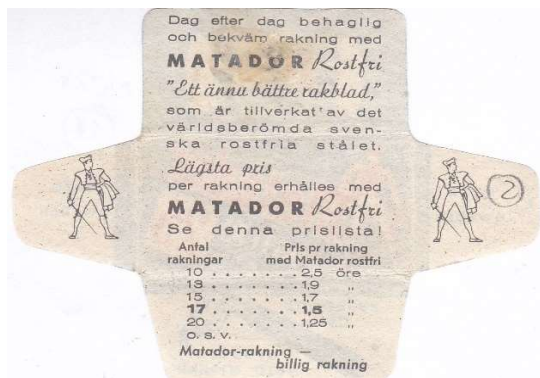 Dag efter dag behaglig
och bekväm rakning med
MATADOR Rostfri
"Ett ännu bättre rakblad,"
som är tillverkat av det
världsberömda sven-
ska rostfria stålet.
Lägsta pris
per rakning erhålles med
MATADOR Rostfri
Se denna prislista!
Antal Pris pr rakning
rakningar med Matador rostfri
10 . . . . . . . 2,5 öre
13 . . . . . . . 1,9 „
15 . . . . . . . 1,7 „
17 . . . . . . . 1,5 „
20 . . . . . . . 1,25 „
o. s. v.
Matador-rakning —
billig rakning
2